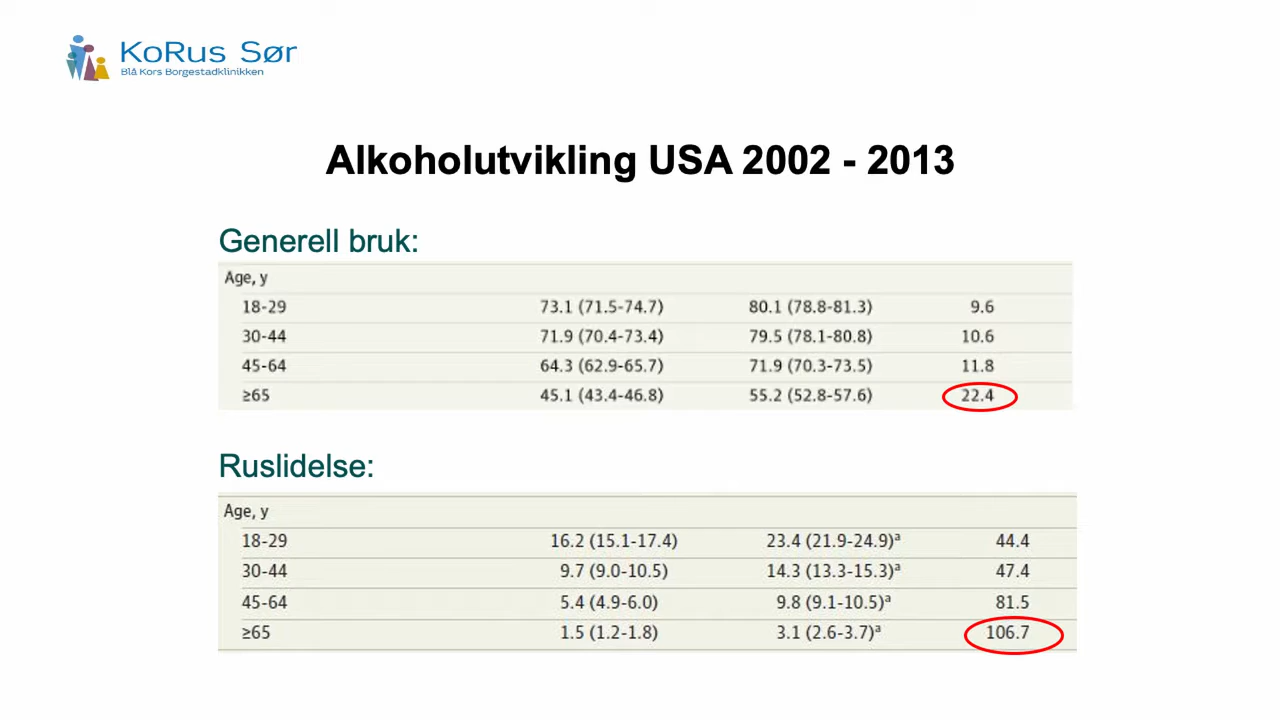 KoRus Sør
Blå Kors Borgestadklinikken
Alkoholutvikling USA 2002 - 2013
Generell bruk:
Age, y
18-29 73.1 (71.5-74.7) 80.1 (78.8-81.3) 9.6
30-44 71.9 (70.4-73.4) 79.5 (78.1-80.8) 10.6
45-64 64.3 (62.9-65.7) 71.9 (70.3-73.5) 11.8
≥65 45.1 (43.4-46.8) 55.2 (52.8-57.6) 22.4
Ruslidelse:
Age, y
18-29 16.2 (15.1-17.4) 23.4 (21.9-24.9)ᵃ 44.4
30-44 9.7 (9.0-10.5) 14.3 (13.3-15.3)ᵃ 47.4
45-64 5.4 (4.9-6.0) 9.8 (9.1-10.5)ᵃ 81.5
≥65 1.5 (1.2-1.8) 3.1 (2.6-3.7)ᵃ 106.7